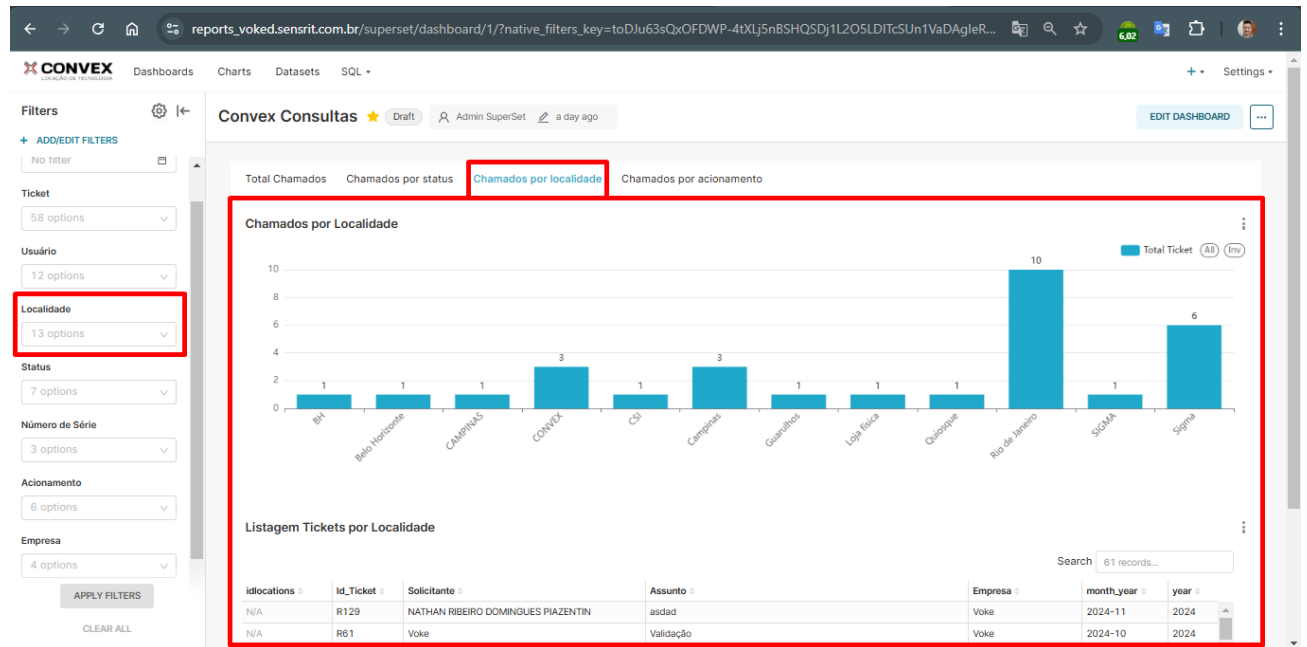 reports_voked.sensrit.com.br/superset/dashboard/1/?native_filters_key=toDJu63sQxOFDWP-4tXLj5nBSHQSDj1L2O5LDITcSUn1VaDAgleR...
6,02
CONVEX
LOCAÇÃO DE TECNOLOGIA
Dashboards Charts Datasets SQL
+ Settings
Filters
+ ADD/EDIT FILTERS
No filter
Ticket
58 options
Usuário
12 options
Localidade
13 options
Status
7 options
Número de Série
3 options
Acionamento
6 options
Empresa
4 options
APPLY FILTERS
CLEAR ALL
Convex Consultas Draft Admin SuperSet a day ago
EDIT DASHBOARD ...
Total Chamados Chamados por status Chamados por localidade Chamados por acionamento
Chamados por Localidade
Total Ticket All Inv
10
8
6
4
2
0
1 1 1 3 1 3 1 1 1 10 1 6
BH Belo Horizonte CAMPINAS CONVEX CSI Campinas Guarulhos Loja física Quiosque Rio de Janeiro SIGMA Sigma
Listagem Tickets por Localidade
Search 61 records...
idlocations Id_Ticket Solicitante Assunto Empresa month_year year
N/A R129 NATHAN RIBEIRO DOMINGUES PIAZENTIN asdad Voke 2024-11 2024
N/A R61 Voke Validação Voke 2024-10 2024